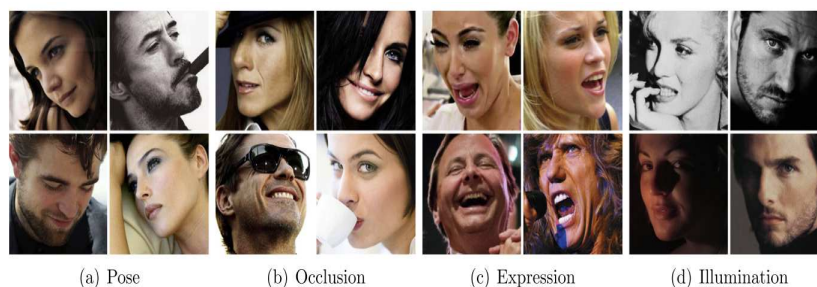 (a) Pose
(b) Occlusion
(c) Expression
(d) Illumination